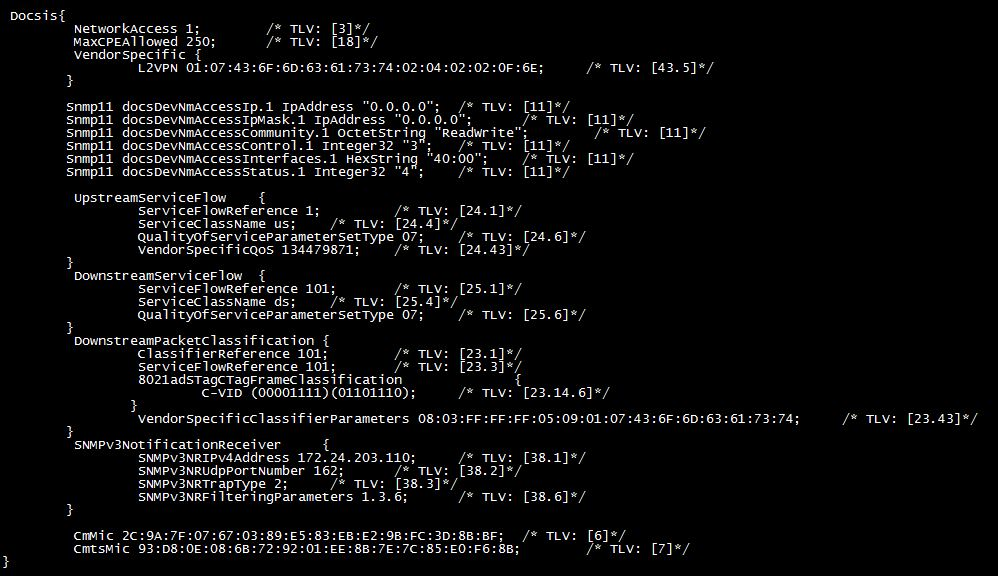 Docsis{
NetworkAccess 1; /* TLV: [3]*/
MaxCPEAllowed 250; /* TLV: [18]*/
VendorSpecific {
L2VPN 01:07:43:6F:6D:63:61:73:74:02:04:02:02:0F:6E; /* TLV: [43.5]*/
}
Snmp11 docsDevNmAccessIp.1 IpAddress "0.0.0.0"; /* TLV: [11]*/
Snmp11 docsDevNmAccessIpMask.1 IpAddress "0.0.0.0"; /* TLV: [11]*/
Snmp11 docsDevNmAccessCommunity.1 OctetString "ReadWrite"; /* TLV: [11]*/
Snmp11 docsDevNmAccessControl.1 Integer32 "3"; /* TLV: [11]*/
Snmp11 docsDevNmAccessInterfaces.1 HexString "40:00"; /* TLV: [11]*/
Snmp11 docsDevNmAccessStatus.1 Integer32 "4"; /* TLV: [11]*/
UpstreamServiceFlow {
ServiceFlowReference 1; /* TLV: [24.1]*/
ServiceClassName us; /* TLV: [24.4]*/
QualityOfServiceParameterSetType 07; /* TLV: [24.6]*/
VendorSpecificQoS 134479871; /* TLV: [24.43]*/
}
DownstreamServiceFlow {
ServiceFlowReference 101; /* TLV: [25.1]*/
ServiceClassName ds; /* TLV: [25.4]*/
QualityOfServiceParameterSetType 07; /* TLV: [25.6]*/
}
DownstreamPacketClassification {
ClassifierReference 101; /* TLV: [23.1]*/
ServiceFlowReference 101; /* TLV: [23.3]*/
8021adSTagCTagFrameClassification {
C-VID (00001111)(01101110); /* TLV: [23.14.6]*/
}
VendorSpecificClassifierParameters 08:03:FF:FF:FF:05:09:01:07:43:6F:6D:63:61:73:74; /* TLV: [23.43]*/
}
SNMPv3NotificationReceiver {
SNMPv3NRIPv4Address 172.24.203.110; /* TLV: [38.1]*/
SNMPv3NRUdpPortNumber 162; /* TLV: [38.2]*/
SNMPv3NRTrapType 2; /* TLV: [38.3]*/
SNMPv3NRFilteringParameters 1.3.6; /* TLV: [38.6]*/
}
CmMic 2C:9A:7F:07:67:03:89:E5:83:EB:E2:9B:FC:3D:8B:BF; /* TLV: [6]*/
CmtsMic 93:D8:0E:08:6B:72:92:01:EE:8B:7E:7C:85:E0:F6:8B; /* TLV: [7]*/
}